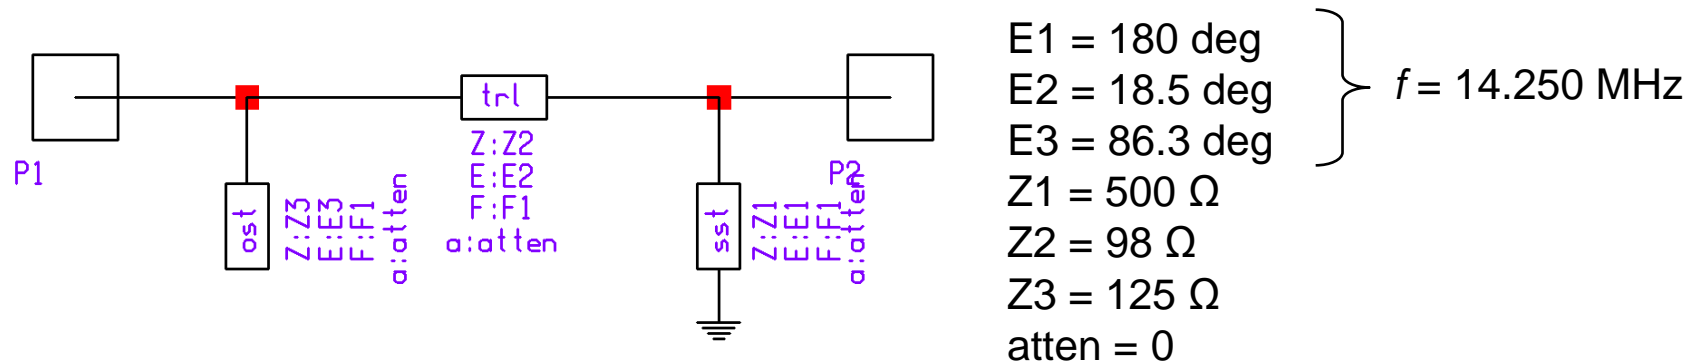 P1
ost
Z:Z3
E:E3
F:F1
a:atten
trl
Z:Z2
E:E2
F:F1
a:atten
P2
sst
Z:Z1
E:E1
F:F1
a:atten
E1 = 180 deg
E2 = 18.5 deg
E3 = 86.3 deg
f = 14.250 MHz
Z1 = 500 Ω
Z2 = 98 Ω
Z3 = 125 Ω
atten = 0